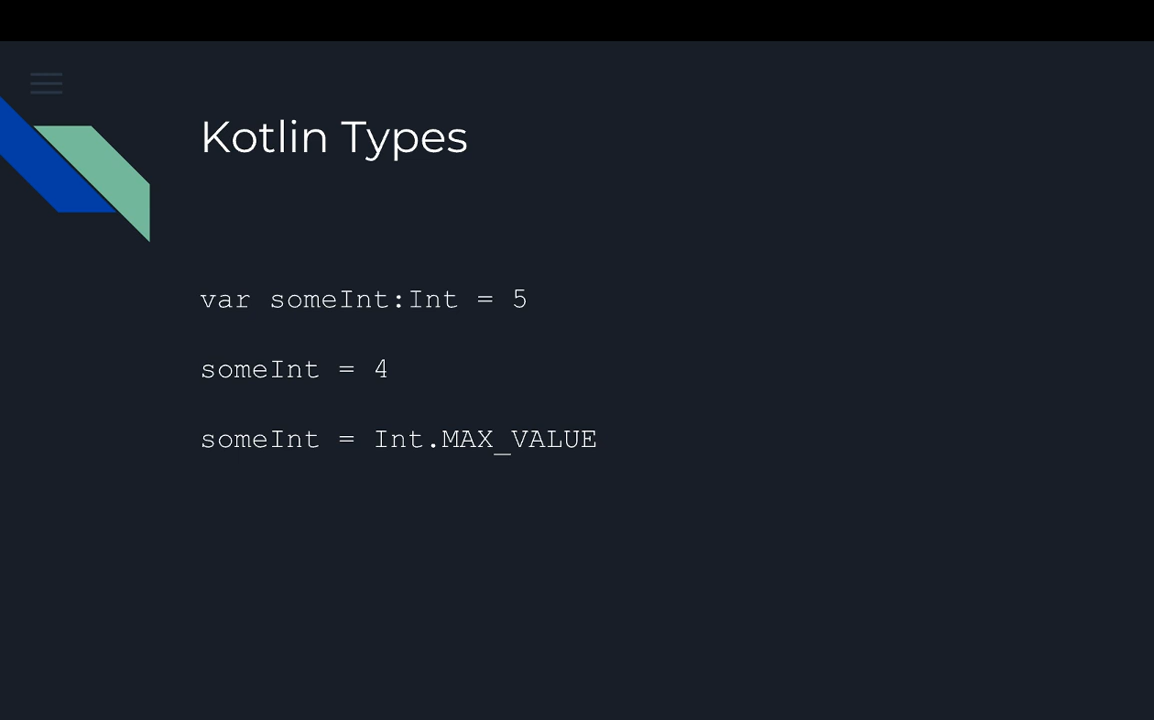 Kotlin Types
var someInt:Int = 5
someInt = 4
someInt = Int.MAX_VALUE